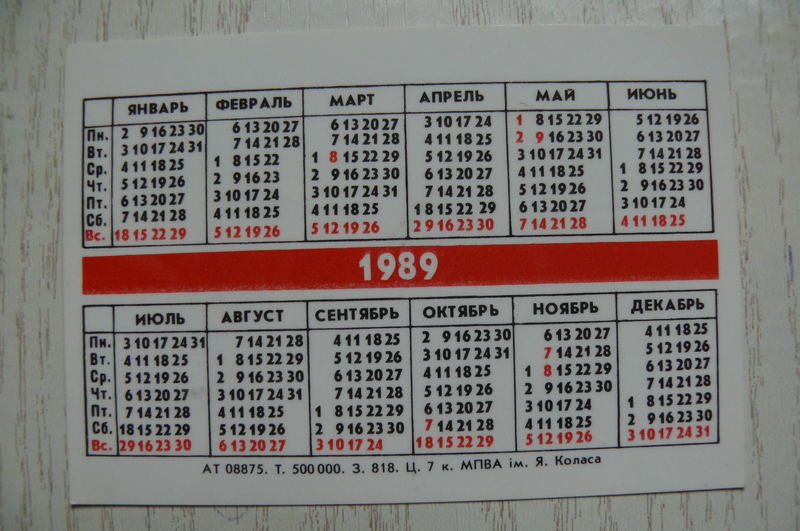 ЯНВАРЬ ФЕВРАЛЬ МАРТ АПРЕЛЬ МАЙ ИЮНЬ
Пн. 2 9 16 23 30 6 13 20 27 6 13 20 27 3 10 17 24 1 8 15 22 29 5 12 19 26
Вт. 3 10 17 24 31 7 14 21 28 7 14 21 28 4 11 18 25 2 9 16 23 30 6 13 20 27
Ср. 4 11 18 25 1 8 15 22 1 8 15 22 29 5 12 19 26 3 10 17 24 31 7 14 21 28
Чт. 5 12 19 26 2 9 16 23 2 9 16 23 30 6 13 20 27 4 11 18 25 1 8 15 22 29
Пт. 6 13 20 27 3 10 17 24 3 10 17 24 31 7 14 21 28 5 12 19 26 2 9 16 23 30
Сб. 7 14 21 28 4 11 18 25 4 11 18 25 1 8 15 22 29 6 13 20 27 3 10 17 24
Вс. 1 8 15 22 29 5 12 19 26 5 12 19 26 2 9 16 23 30 7 14 21 28 4 11 18 25
1989
ИЮЛЬ АВГУСТ СЕНТЯБРЬ ОКТЯБРЬ НОЯБРЬ ДЕКАБРЬ
Пн. 3 10 17 24 31 7 14 21 28 4 11 18 25 2 9 16 23 30 6 13 20 27 4 11 18 25
Вт. 4 11 18 25 1 8 15 22 29 5 12 19 26 3 10 17 24 31 7 14 21 28 5 12 19 26
Ср. 5 12 19 26 2 9 16 23 30 6 13 20 27 4 11 18 25 1 8 15 22 29 6 13 20 27
Чт. 6 13 20 27 3 10 17 24 31 7 14 21 28 5 12 19 26 2 9 16 23 30 7 14 21 28
Пт. 7 14 21 28 4 11 18 25 1 8 15 22 29 6 13 20 27 3 10 17 24 1 8 15 22 29
Сб. 1 8 15 22 29 5 12 19 26 2 9 16 23 30 7 14 21 28 4 11 18 25 2 9 16 23 30
Вс. 2 9 16 23 30 6 13 20 27 3 10 17 24 1 8 15 22 29 5 12 19 26 3 10 17 24 31
АТ 08875. Т. 500 000. З. 818. Ц. 7 к. МПВА ім. Я. Коласа